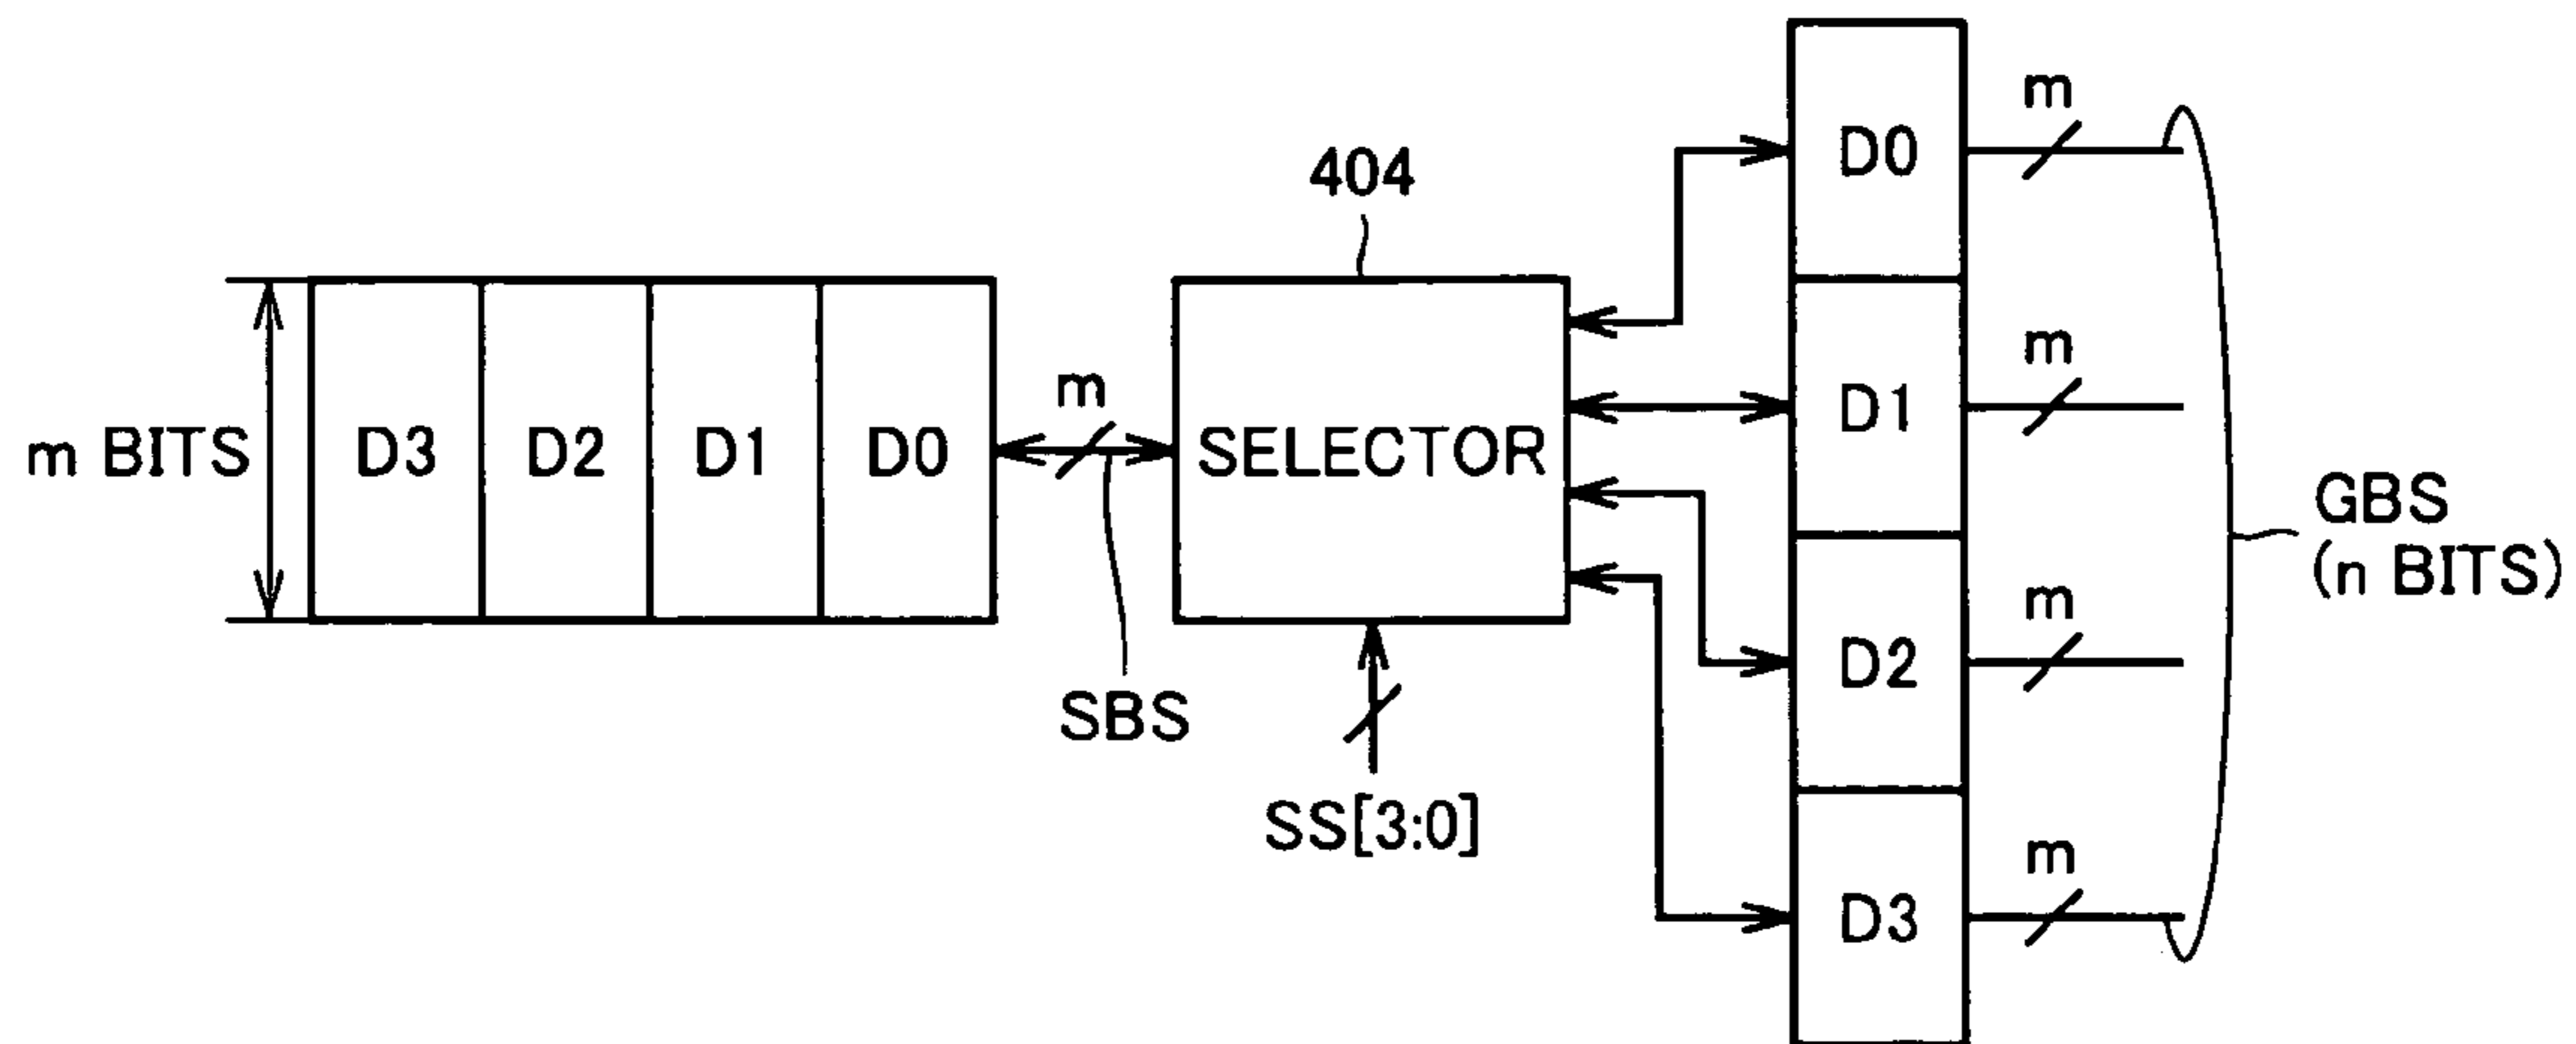 404
m BITS
D3 D2 D1 D0
m
SBS
SELECTOR
SS[3:0]
D0
m
D1
m
D2
m
D3
m
GBS
(n BITS)